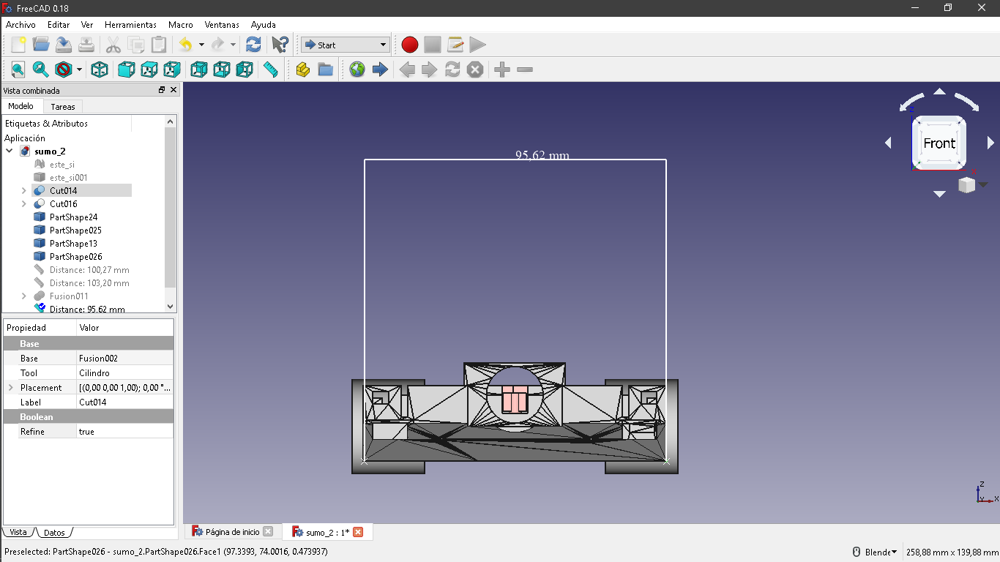 FreeCAD 0.18
Archivo Editar Ver Herramientas Macro Ventanas Ayuda
Start
Vista combinada
Modelo Tareas
Etiquetas & Atributos
Aplicación
sumo_2
este_si
este_si001
Cut014
Cut016
PartShape24
PartShape025
PartShape13
PartShape026
Distance: 100,27 mm
Distance: 103,20 mm
Fusion011
Distance: 95,62 mm
Propiedad Valor
Base
Base Fusion002
Tool Cilindro
Placement [(0,00 0,00 1,00); 0,00 °...
Label Cut014
Boolean
Refine true
Vista Datos
95,62 mm
Z
Front
X
Z
Y X
Página de inicio sumo_2 : 1*
Preselected: PartShape026 - sumo_2.PartShape026.Face1 (97.3393, 74.0016, 0.473937)
Blende 258,88 mm x 139,88 mm